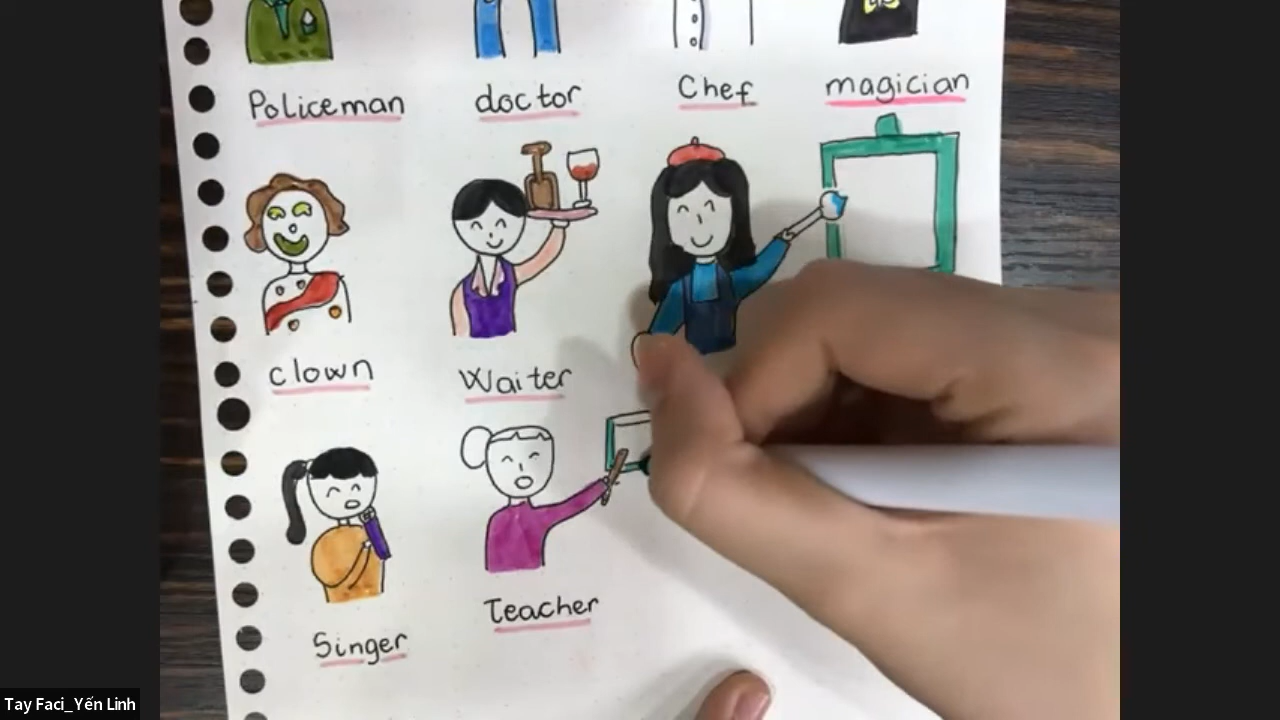 Policeman
doctor
Chef
magician
clown
Waiter
Singer
Teacher
Tay Faci_Yến Linh